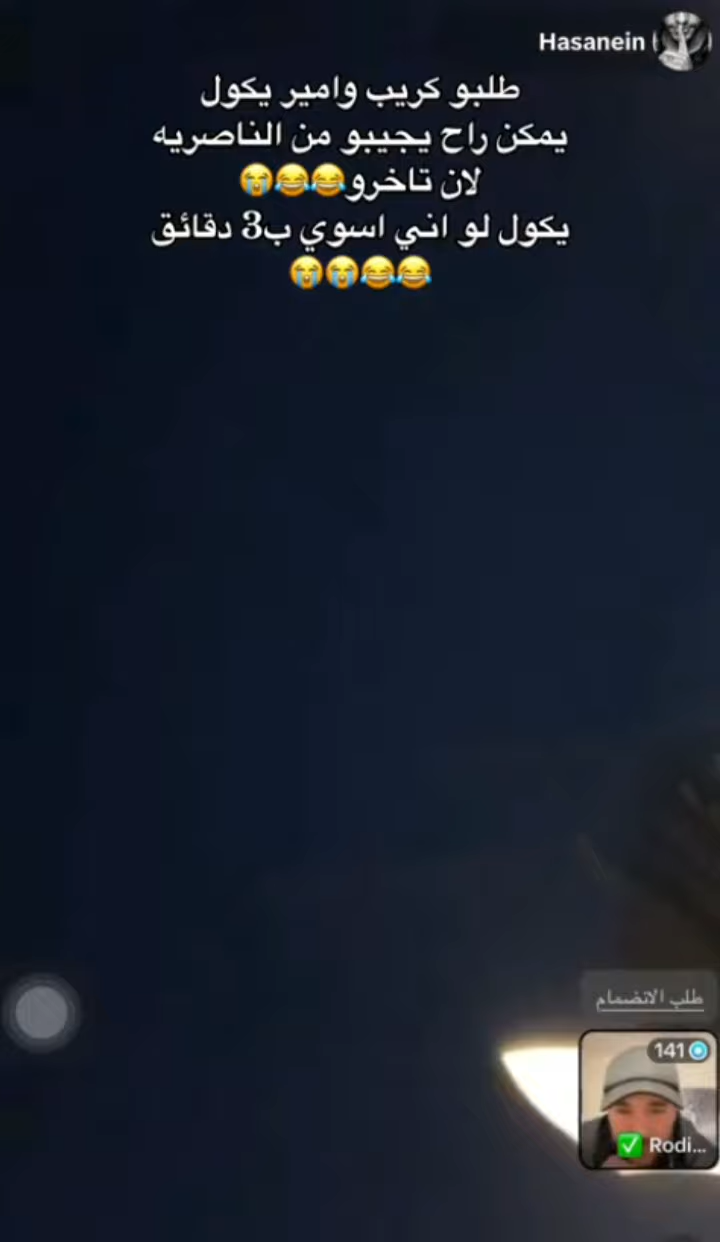 Hasanein
طلبو كريب وامير يكول
يمكن راح يجيبو من الناصريه
لان تاخرو😂😂😭
يكول لو اني اسوي ب3 دقائق
😂😂😭😭
طلب الانضمام
141
✅ Rodi...